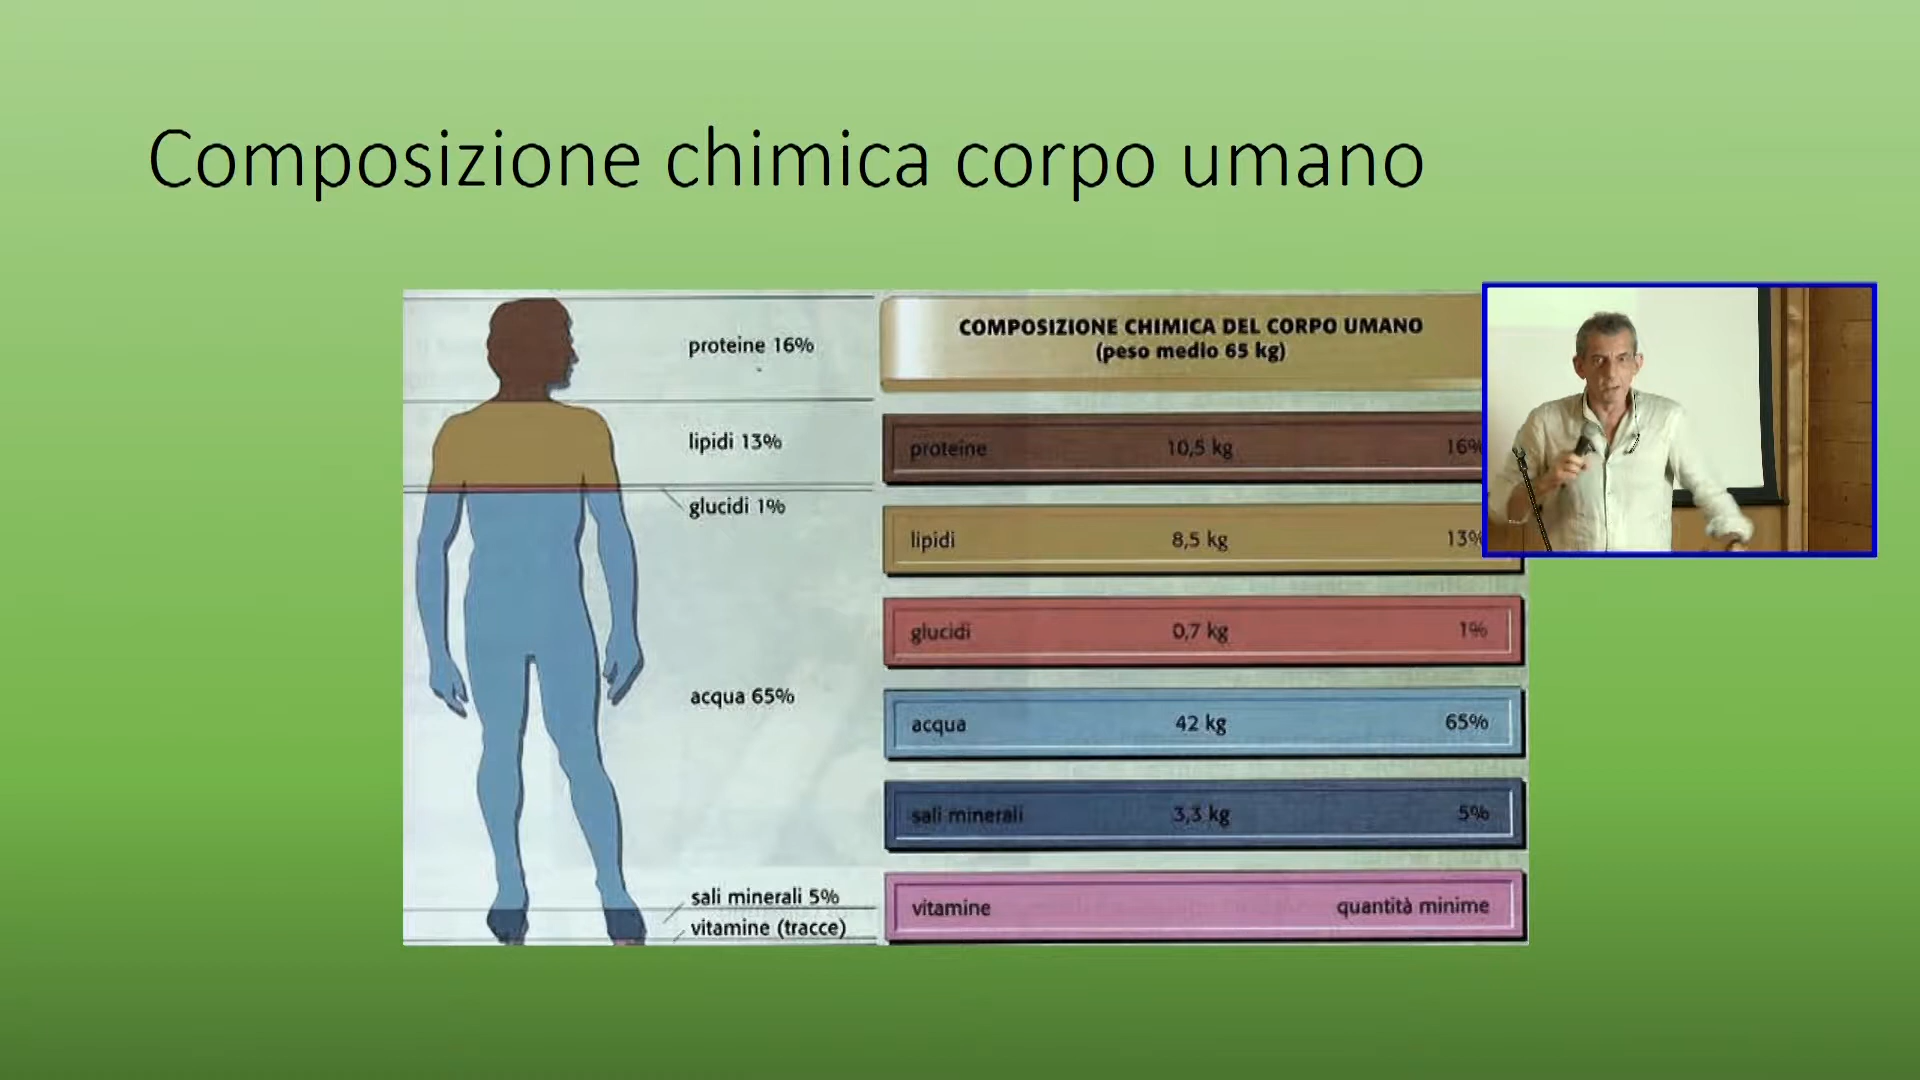 Composizione chimica corpo umano
proteine 16%
lipidi 13%
glucidi 1%
acqua 65%
sali minerali 5%
vitamine (tracce)
COMPOSIZIONE CHIMICA DEL CORPO UMANO
(peso medio 65 kg)
proteine 10,5 kg 16%
lipidi 8,5 kg 13%
glucidi 0,7 kg 1%
acqua 42 kg 65%
sali minerali 3,3 kg 5%
vitamine quantità minime